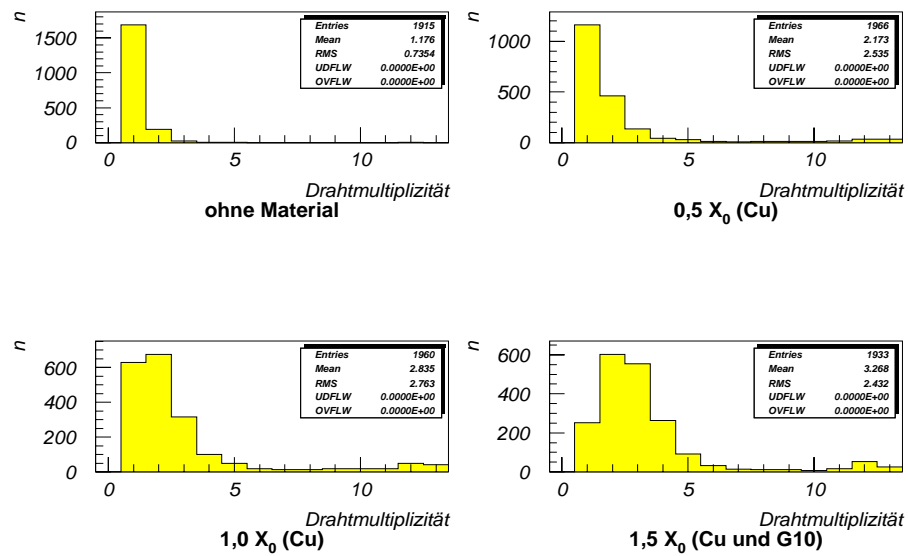 n
1500
1000
500
0
0 5 10
Entries 1915
Mean 1.176
RMS 0.7354
UDFLW 0.0000E+00
OVFLW 0.0000E+00
Drahtmultiplizität
ohne Material
n
1000
500
0
0 5 10
Entries 1966
Mean 2.173
RMS 2.535
UDFLW 0.0000E+00
OVFLW 0.0000E+00
Drahtmultiplizität
0,5 X0 (Cu)
n
600
400
200
0
0 5 10
Entries 1960
Mean 2.835
RMS 2.763
UDFLW 0.0000E+00
OVFLW 0.0000E+00
Drahtmultiplizität
1,0 X0 (Cu)
n
600
400
200
0
0 5 10
Entries 1933
Mean 3.268
RMS 2.432
UDFLW 0.0000E+00
OVFLW 0.0000E+00
Drahtmultiplizität
1,5 X0 (Cu und G10)